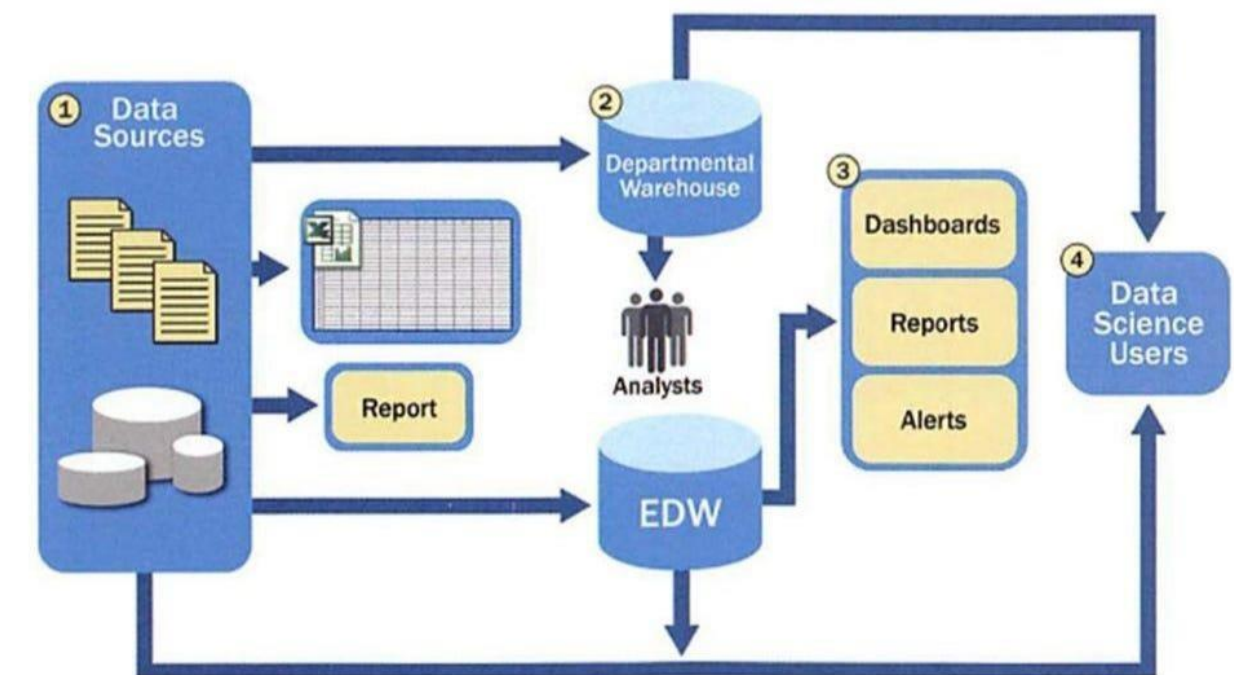 1
Data
Sources
2
Departmental
Warehouse
3
Dashboards
Reports
Alerts
4
Data
Science
Users
X
Report
Analysts
EDW